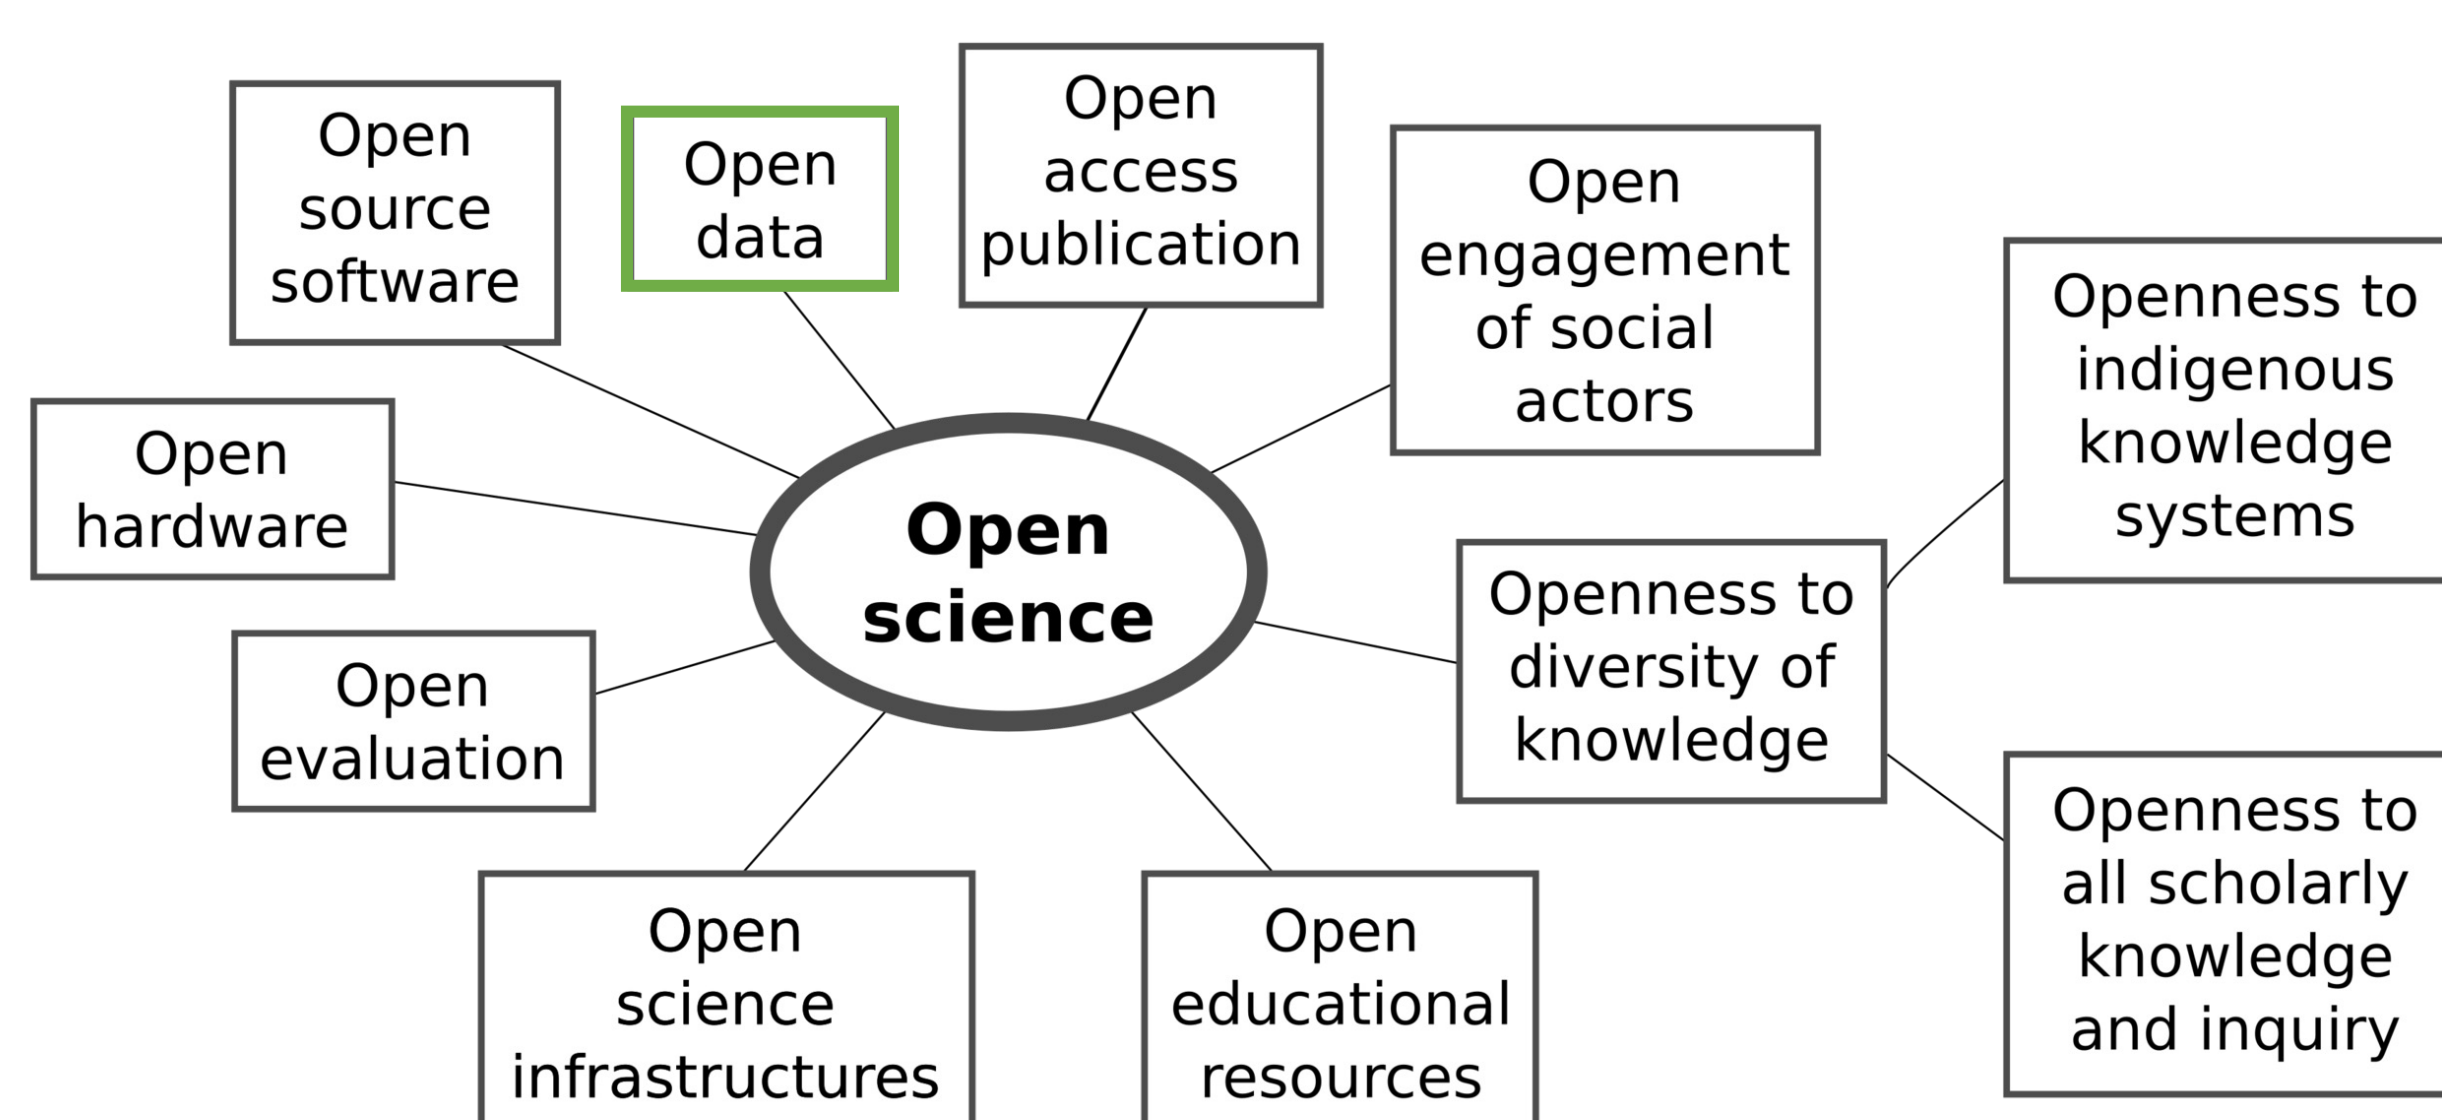 Open
source
software
Open
data
Open
access
publication
Open
engagement
of social
actors
Openness to
indigenous
knowledge
systems
Open
hardware
Open
science
Openness to
diversity of
knowledge
Open
evaluation
Openness to
all scholarly
knowledge
and inquiry
Open
science
infrastructures
Open
educational
resources